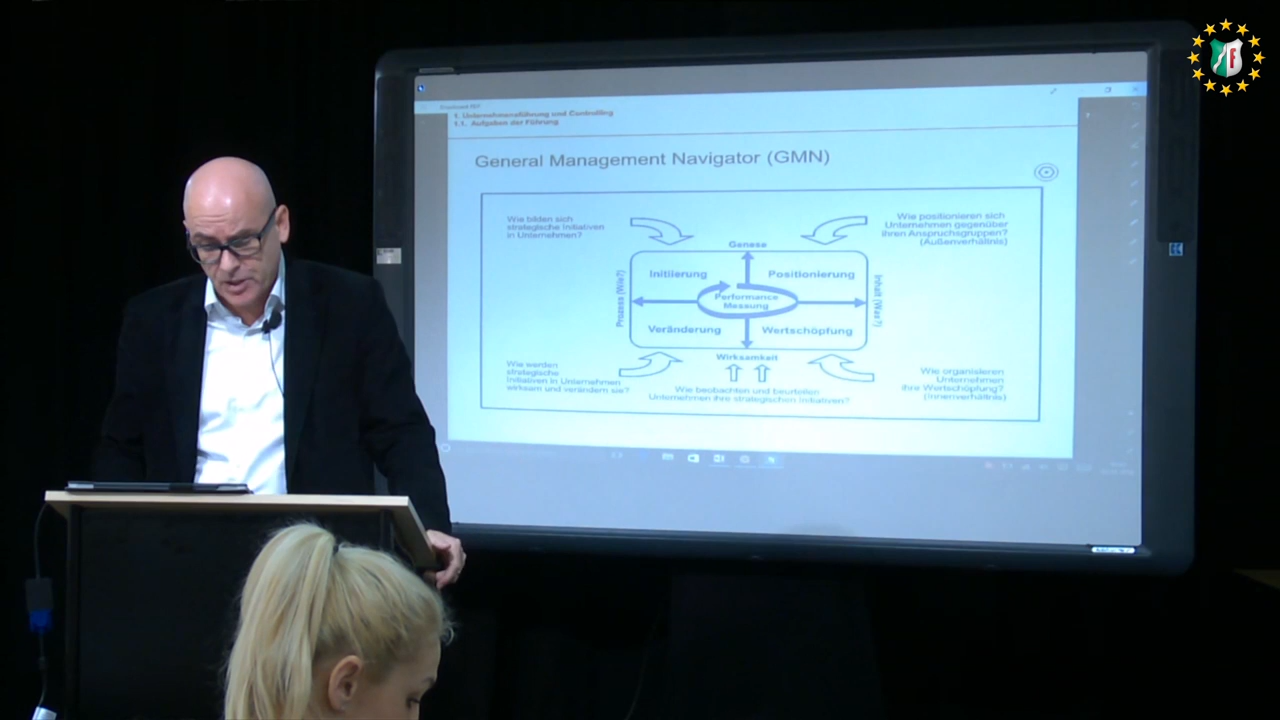 1. Unternehmensführung und Controlling
1.1. Aufgaben der Führung
General Management Navigator (GMN)
Wie bilden sich
strategische Initiativen
in Unternehmen?
Wie positionieren sich
Unternehmen gegenüber
ihren Anspruchsgruppen?
(Außenverhältnis)
Genese
Initiierung
Positionierung
Prozess (Wie?)
Performance
Messung
Inhalt (Was?)
Veränderung
Wertschöpfung
Wirksamkeit
Wie werden
strategische
Initiativen in Unternehmen
wirksam und verändern sie?
Wie beobachten und beurteilen
Unternehmen ihre strategischen Initiativen?
Wie organisieren
Unternehmen
ihre Wertschöpfung?
(Innenverhältnis)
F